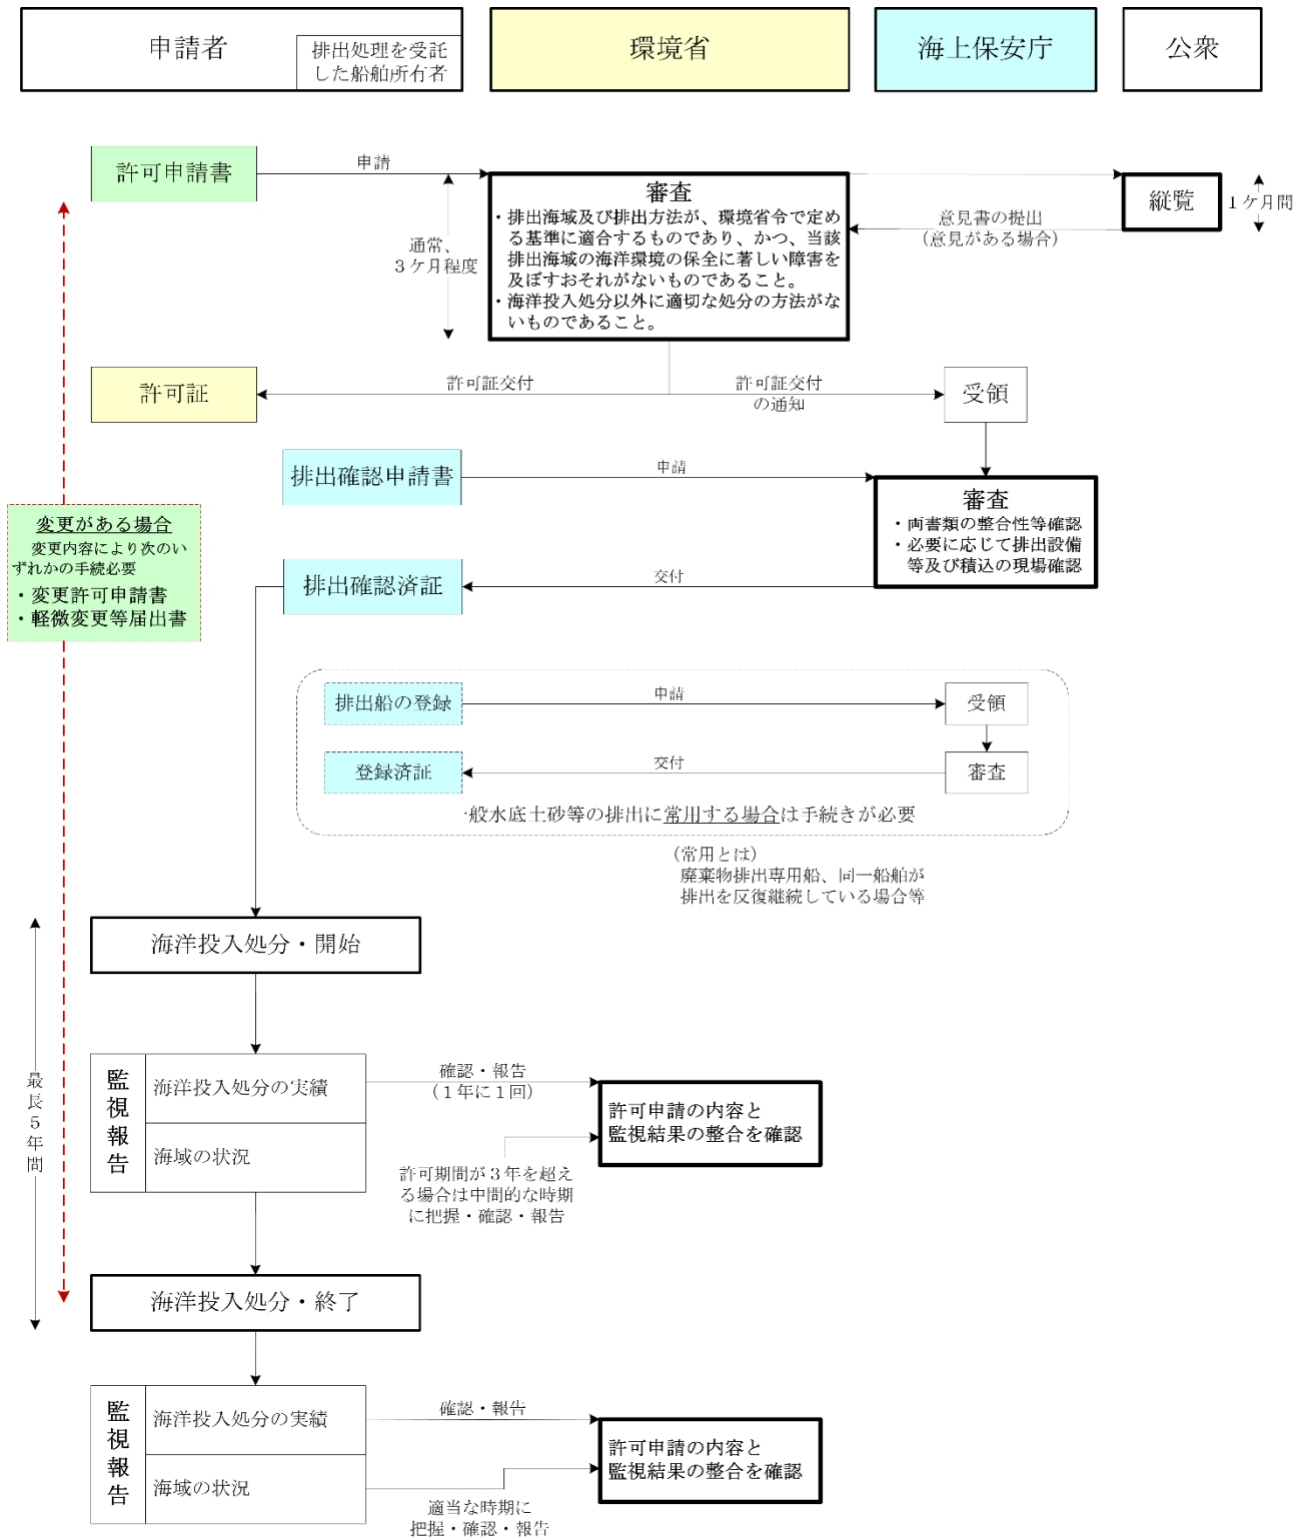 申請者
排出処理を受託
した船舶所有者
環境省
海上保安庁
公衆
許可申請書
申請
審査
・排出海域及び排出方法が、環境省令で定め
る基準に適合するものであり、かつ、当該
排出海域の海洋環境の保全に著しい障害を
及ぼすおそれがないものであること。
・海洋投入処分以外に適切な処分の方法がな
いものであること。
通常、
3ケ月程度
縦覧
1ケ月間
意見書の提出
(意見がある場合)
許可証
許可証交付
許可証交付
の通知
受領
排出確認申請書
申請
審査
・両書類の整合性等確認
・必要に応じて排出設備
等及び積込の現場確認
変更がある場合
変更内容により次のい
ずれかの手続必要
・変更許可申請書
・軽微変更等届出書
排出確認済証
交付
排出船の登録
申請
受領
登録済証
交付
審査
一般水底土砂等の排出に常用する場合は手続きが必要
(常用とは)
廃棄物排出専用船、同一船舶が
排出を反復継続している場合等
海洋投入処分・開始
最長5年間
監視報告
海洋投入処分の実績
海域の状況
確認・報告
(1年に1回)
許可申請の内容と
監視結果の整合を確認
許可期間が3年を超え
る場合は中間的な時期
に把握・確認・報告
海洋投入処分・終了
監視報告
海洋投入処分の実績
海域の状況
確認・報告
許可申請の内容と
監視結果の整合を確認
適当な時期に
把握・確認・報告